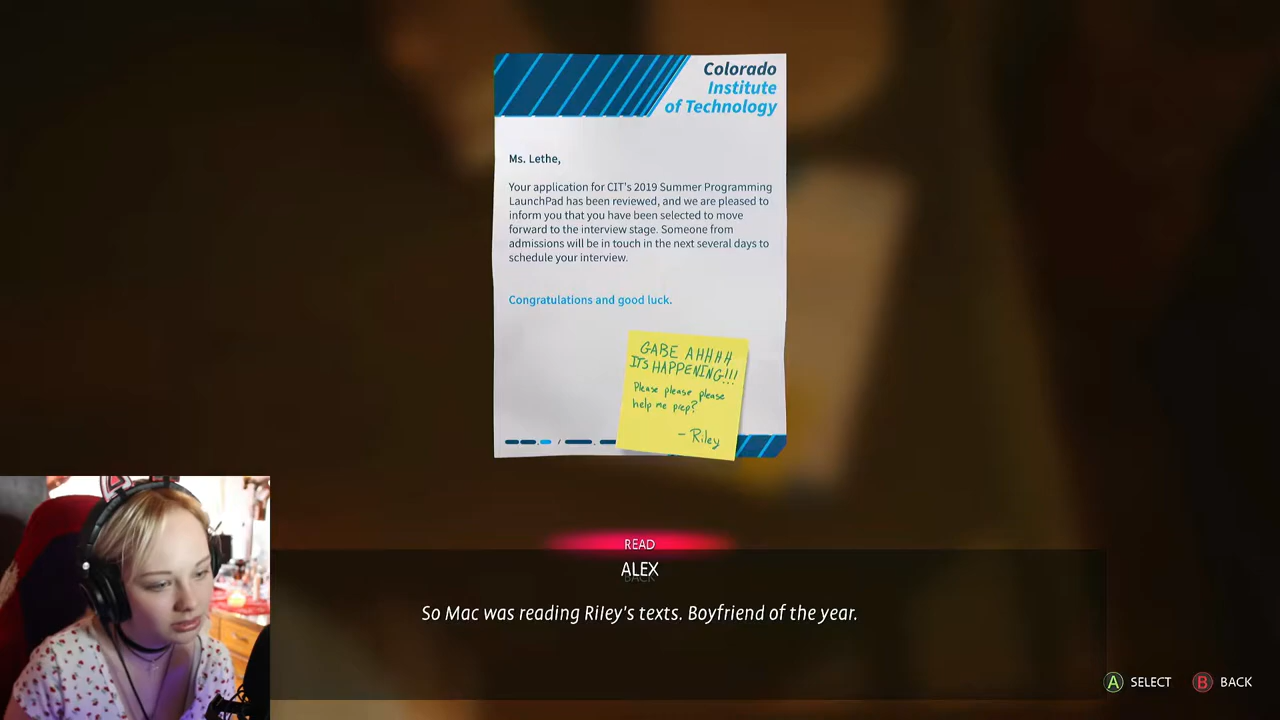 Colorado
Institute
of Technology
Ms. Lethe,
Your application for CIT's 2019 Summer Programming
LaunchPad has been reviewed, and we are pleased to
inform you that you have been selected to move
forward to the interview stage. Someone from
admissions will be in touch in the next several days to
schedule your interview.
Congratulations and good luck.
GABE AHHHH
ITS HAPPENING!!!
Please please please
help me prep?
- Riley
READ
ALEX
BACK
So Mac was reading Riley's texts. Boyfriend of the year.
A SELECT B BACK